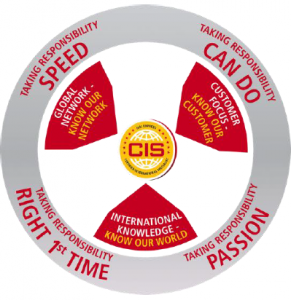 TAKING RESPONSIBILITY
SPEED
TAKING RESPONSIBILITY
CAN DO
GLOBAL
NETWORK -
KNOW OUR
NETWORK
CUSTOMER
FOCUS -
KNOW OUR
CUSTOMER
CIS
INTERNATIONAL
KNOWLEDGE -
KNOW OUR WORLD
TAKING RESPONSIBILITY
RIGHT 1st TIME
TAKING RESPONSIBILITY
PASSION